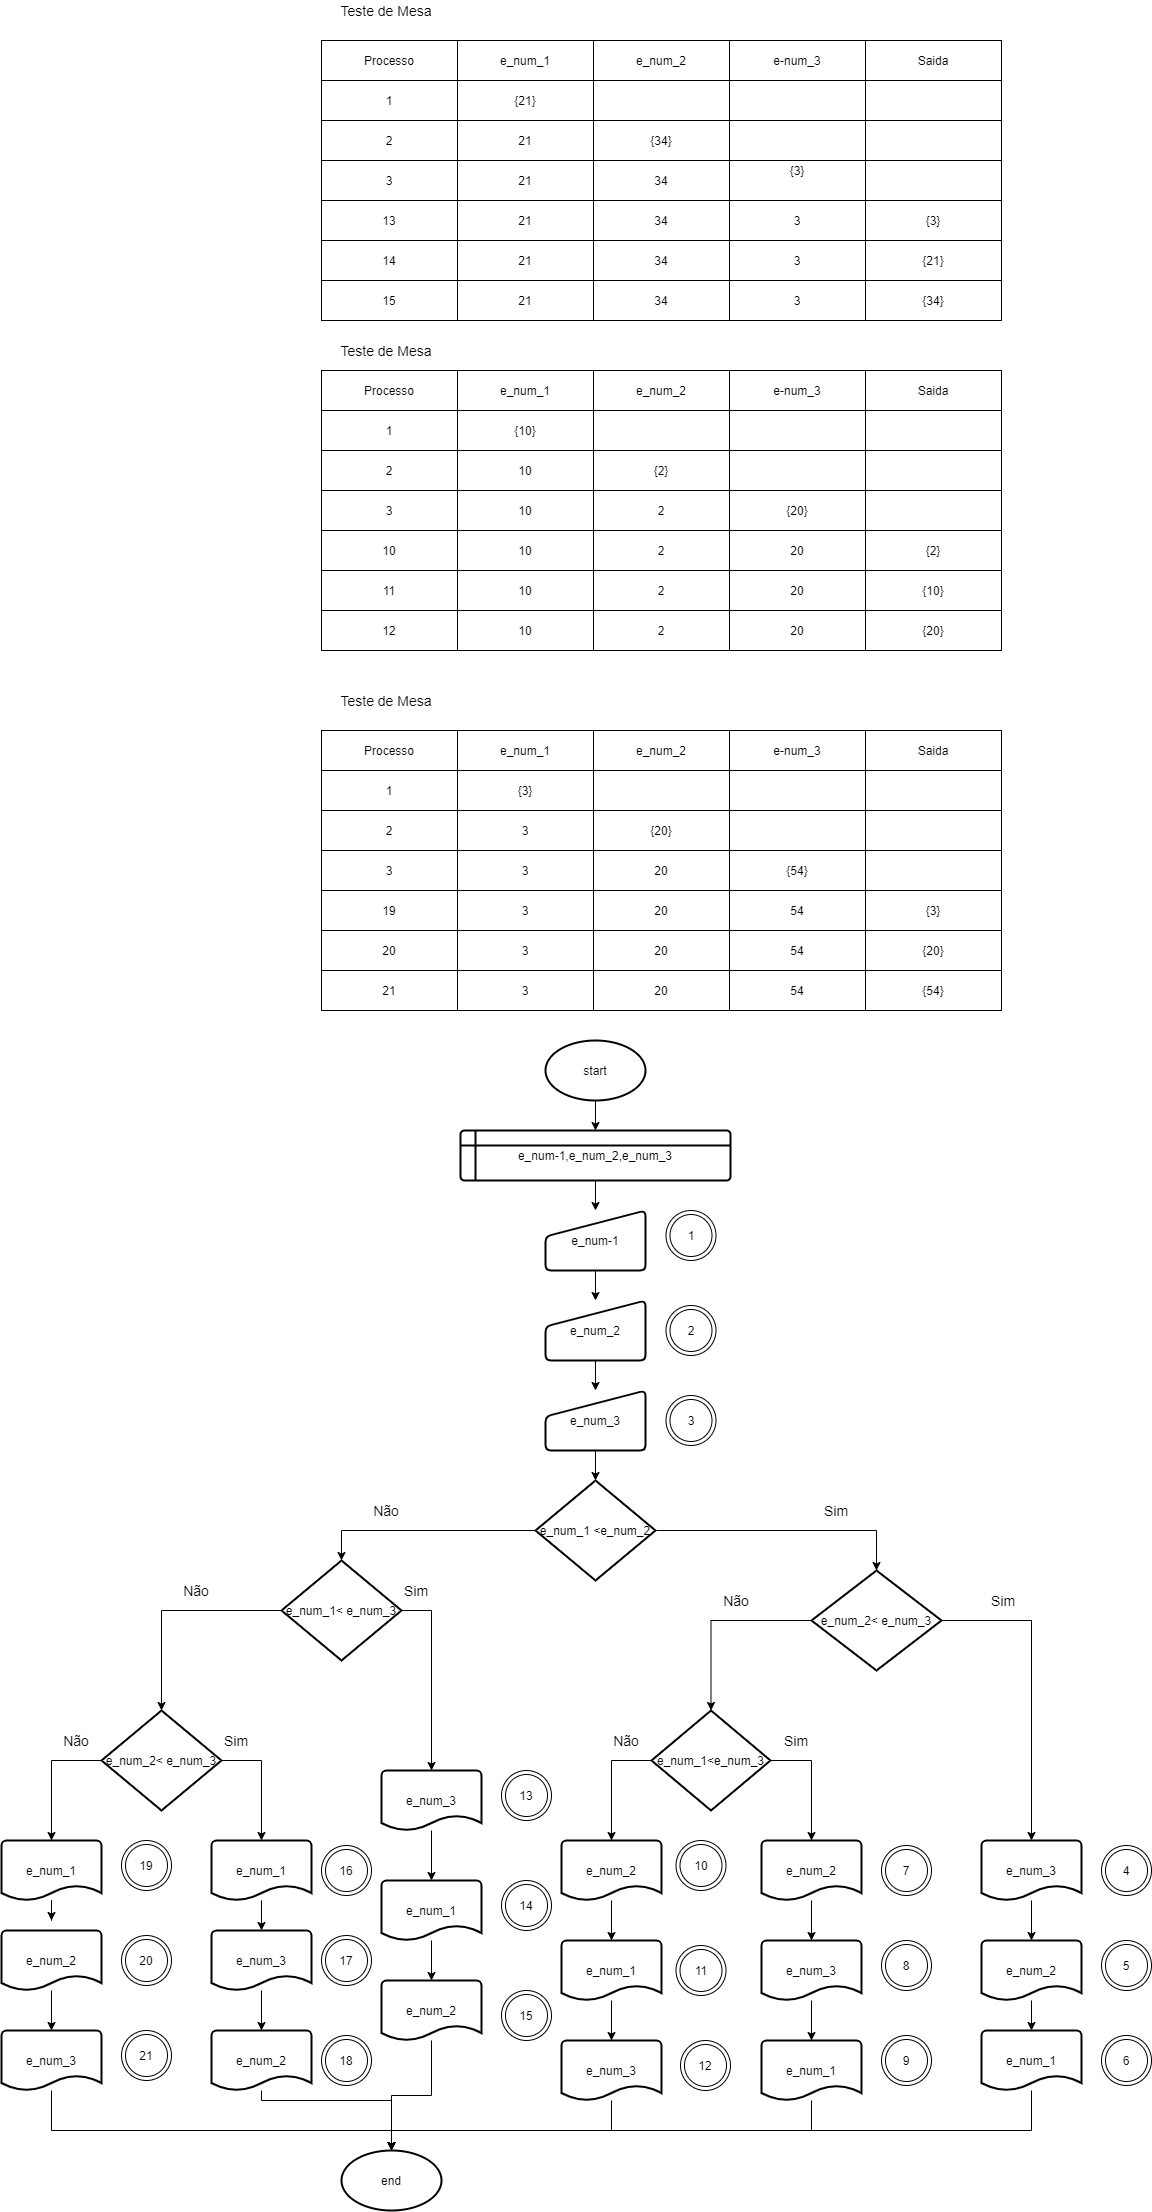 Teste de Mesa
Processo e_num_1 e_num_2 e-num_3 Saida
1 {21}
2 21 {34}
3 21 34 {3}
13 21 34 3 {3}
14 21 34 3 {21}
15 21 34 3 {34}
Teste de Mesa
Processo e_num_1 e_num_2 e-num_3 Saida
1 {10}
2 10 {2}
3 10 2 {20}
10 10 2 20 {2}
11 10 2 20 {10}
12 10 2 20 {20}
Teste de Mesa
Processo e_num_1 e_num_2 e-num_3 Saida
1 {3}
2 3 {20}
3 3 20 {54}
19 3 20 54 {3}
20 3 20 54 {20}
21 3 20 54 {54}
start
e_num-1,e_num_2,e_num_3
e_num-1 1
e_num_2 2
e_num_3 3
Não Sim
e_num_1 <e_num_2
Não Sim Não Sim
e_num_1< e_num_3 e_num_2< e_num_3
Não Sim Não Sim
e_num_2< e_num_3 e_num_1<e_num_3
e_num_3 13
e_num_1 19 e_num_1 16 e_num_2 10 e_num_2 7 e_num_3 4
e_num_1 14
e_num_2 20 e_num_3 17 e_num_1 11 e_num_3 8 e_num_2 5
e_num_2 15
e_num_3 21 e_num_2 18 e_num_3 12 e_num_1 9 e_num_1 6
end